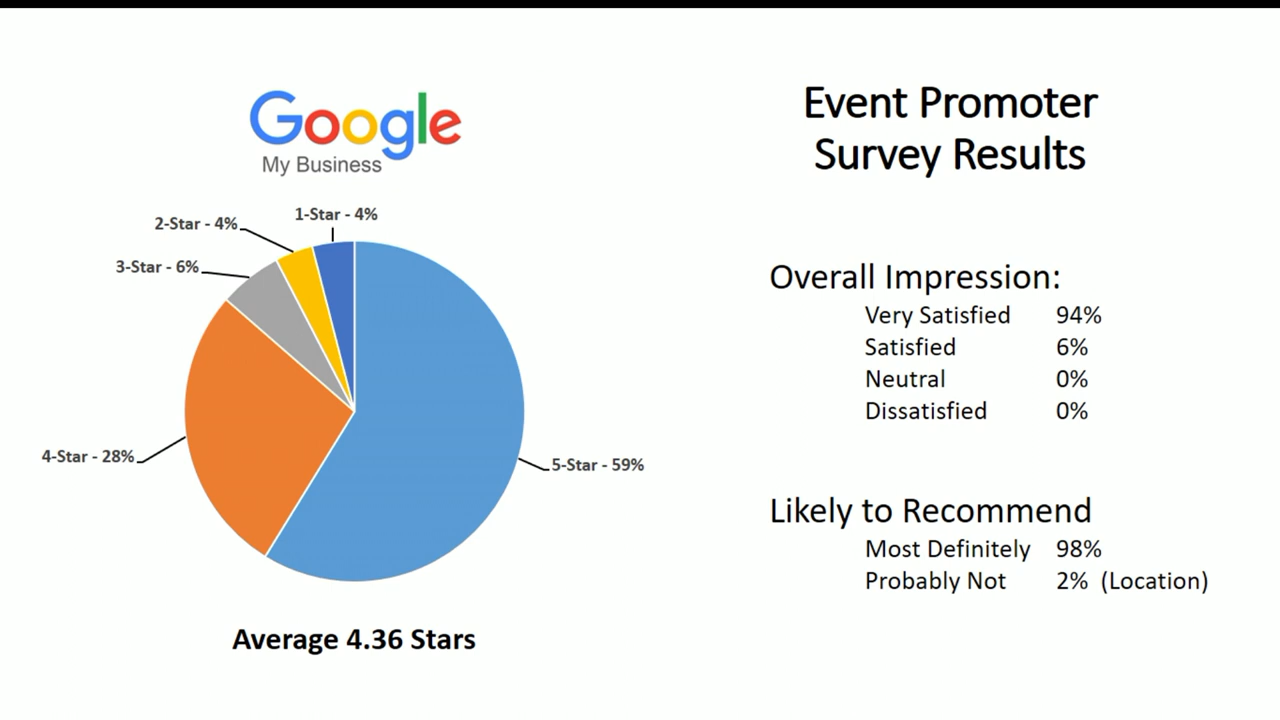 Google
My Business
1-Star - 4%
2-Star - 4%
3-Star - 6%
4-Star - 28%
5-Star - 59%
Average 4.36 Stars
Event Promoter
Survey Results
Overall Impression:
Very Satisfied 94%
Satisfied 6%
Neutral 0%
Dissatisfied 0%
Likely to Recommend
Most Definitely 98%
Probably Not 2% (Location)